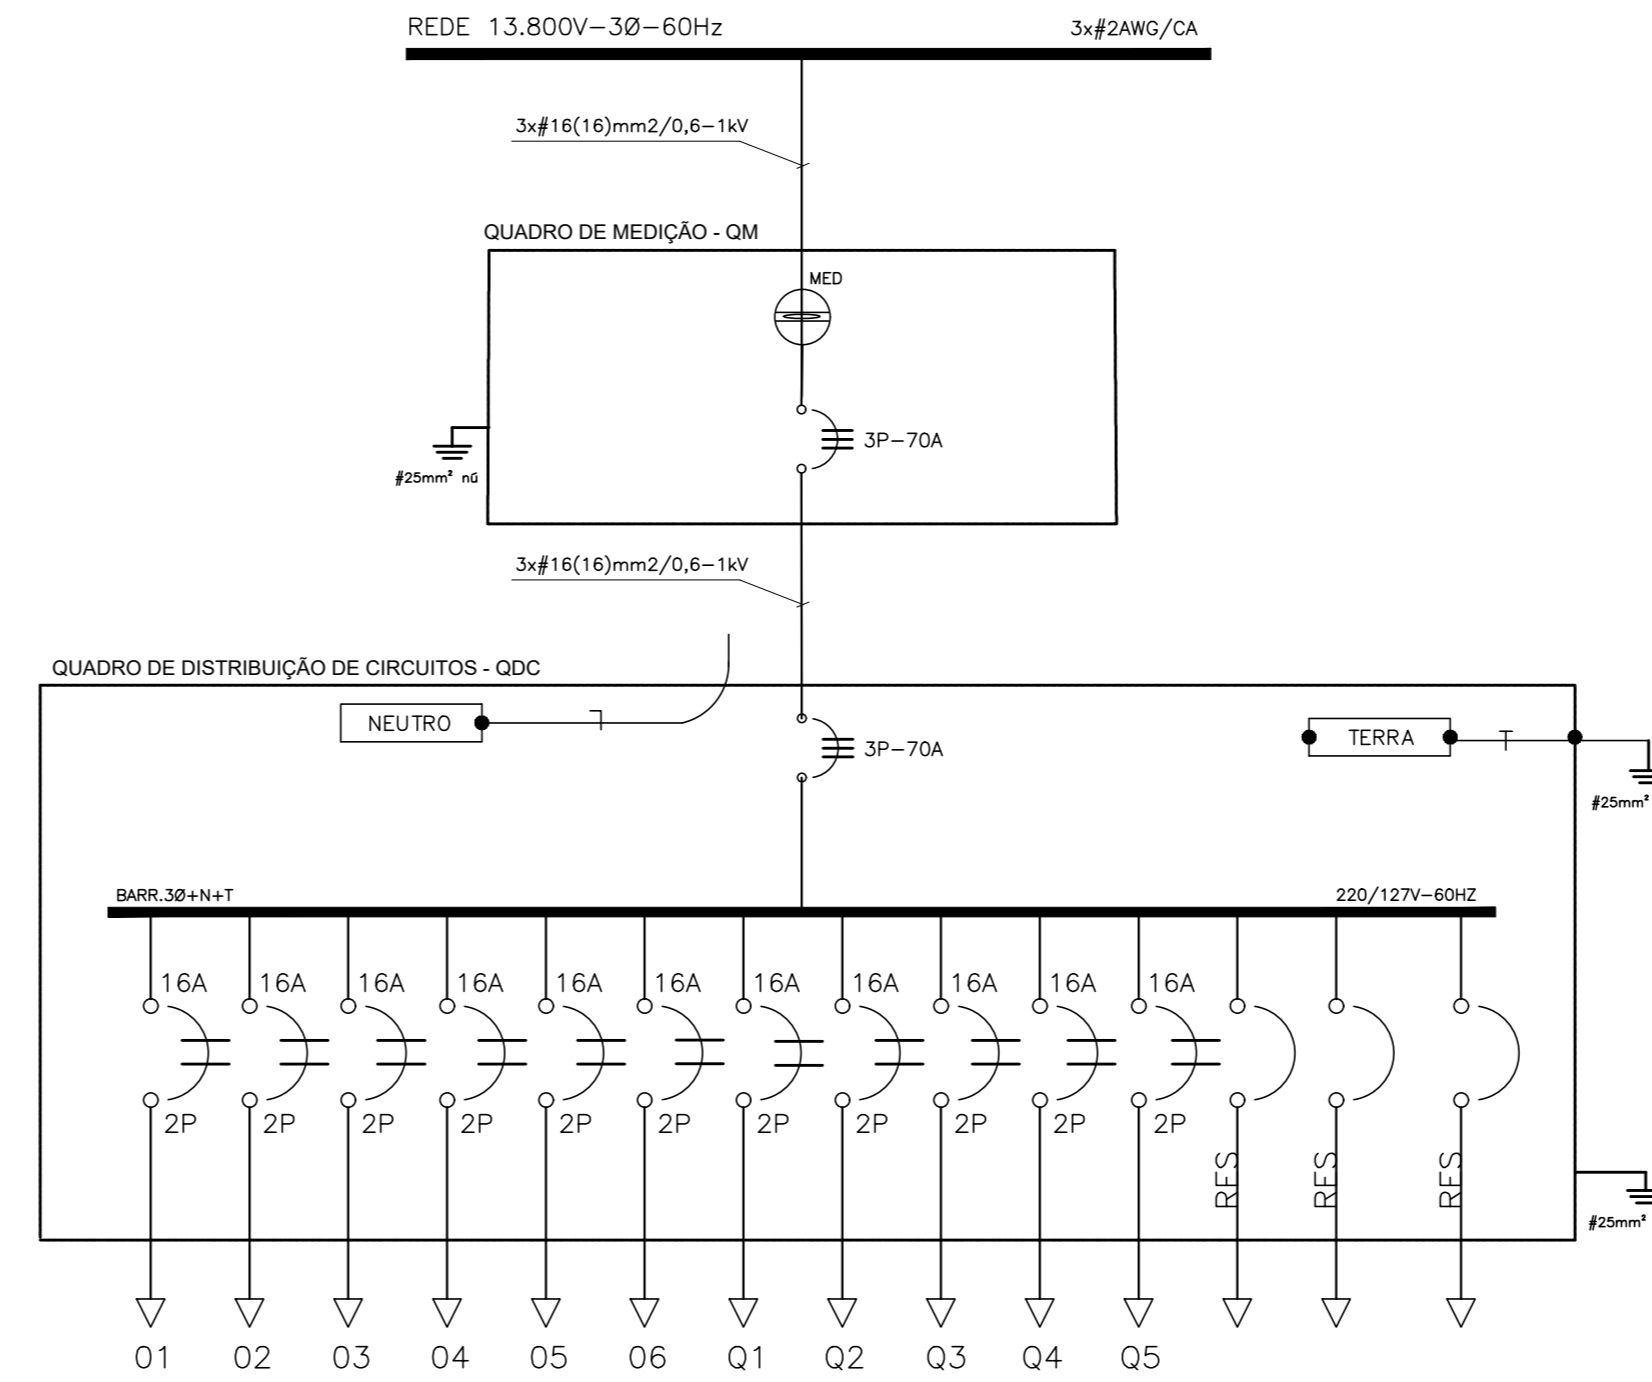 REDE 13.800V-3Ø-60Hz 3x#2AWG/CA
3x#16(16)mm2/0,6-1kV
QUADRO DE MEDIÇÃO - QM
MED
3P-70A
#25mm² nú
3x#16(16)mm2/0,6-1kV
QUADRO DE DISTRIBUIÇÃO DE CIRCUITOS - QDC
NEUTRO
3P-70A
TERRA
#25mm²
BARR.3Ø+N+T 220/127V-60HZ
16A 16A 16A 16A 16A 16A 16A 16A 16A 16A 16A
2P 2P 2P 2P 2P 2P 2P 2P 2P 2P 2P
RES RES RES
#25mm²
01 02 03 04 05 06 Q1 Q2 Q3 Q4 Q5